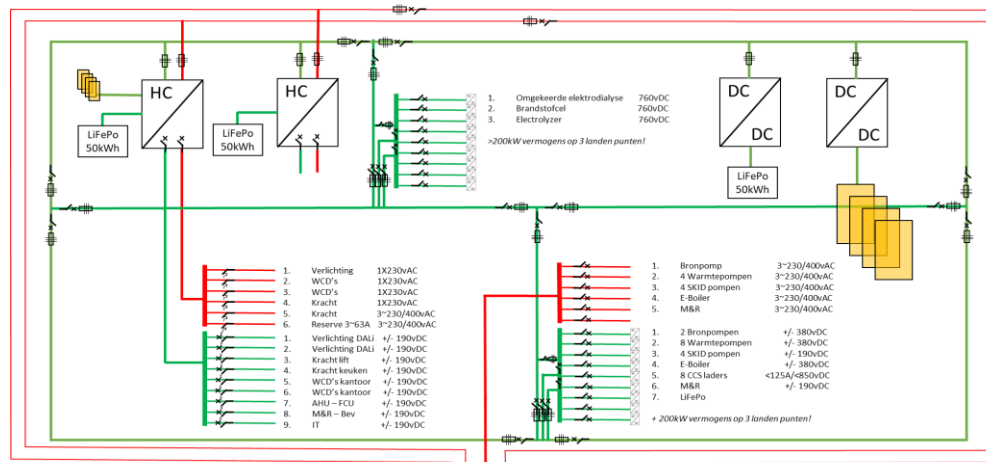 HC
HC
DC
DC
DC
DC
LiFePo
50kWh
LiFePo
50kWh
LiFePo
50kWh
1. Omgekeerde elektrodialyse 760vDC
2. Brandstofcel 760vDC
3. Electrolyzer 760vDC
>200kW vermogens op 3 landen punten!
1. Verlichting 1X230vAC
2. WCD's 1X230vAC
3. WCD's 1X230vAC
4. Kracht 1X230vAC
5. Kracht 3~230/400vAC
6. Reserve 3~63A 3~230/400vAC
1. Verlichting DALi +/- 190vDC
2. Verlichting DALi +/- 190vDC
3. Kracht lift +/- 190vDC
4. Kracht keuken +/- 190vDC
5. WCD's kantoor +/- 190vDC
6. WCD's kantoor +/- 190vDC
7. AHU – FCU +/- 190vDC
8. M&R – Bev +/- 190vDC
9. IT +/- 190vDC
1. Bronpomp 3~230/400vAC
2. 4 Warmtepompen 3~230/400vAC
3. 4 SKID pompen 3~230/400vAC
4. E-Boiler 3~230/400vAC
5. M&R 3~230/400vAC
1. 2 Bronpompen +/- 380vDC
2. 8 Warmtepompen +/- 380vDC
3. 4 SKID pompen +/- 190vDC
4. E-Boiler +/- 380vDC
5. 8 CCS laders <125A/<850vDC
6. M&R +/- 190vDC
7. LiFePo
+ 200kW vermogens op 3 landen punten!